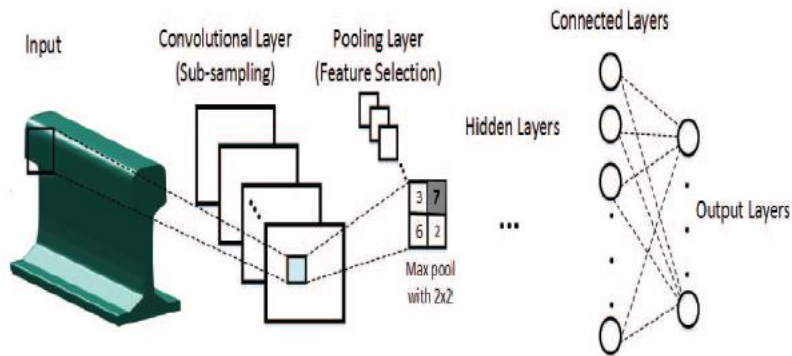 Input
Convolutional Layer
(Sub-sampling)
Pooling Layer
(Feature Selection)
3 7
6 2
Max pool
with 2x2
...
Hidden Layers
Connected Layers
Output Layers